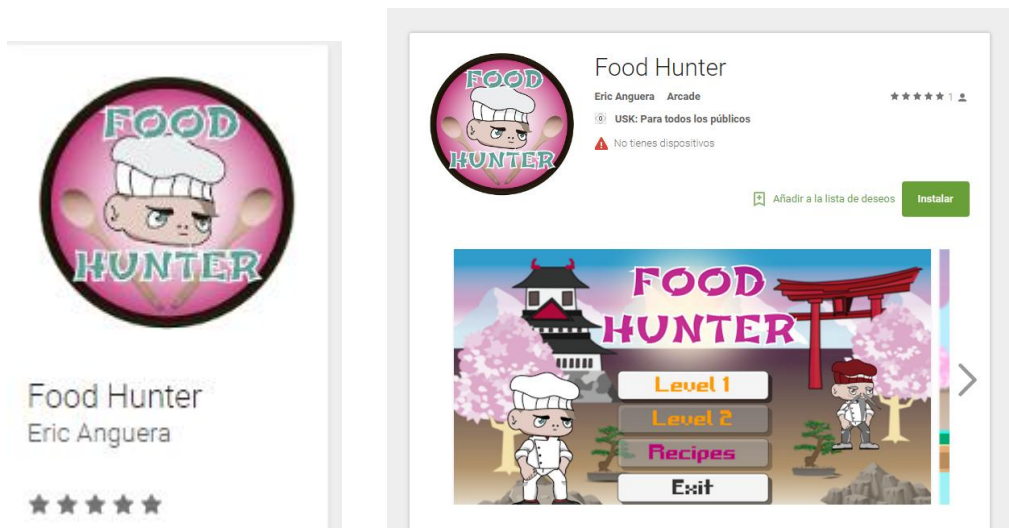 FOOD
HUNTER
Food Hunter
Eric Anguera
FOOD
HUNTER
Food Hunter
Eric Anguera Arcade
1
0 USK: Para todos los públicos
No tienes dispositivos
Añadir a la lista de deseos
Instalar
FOOD
HUNTER
Level 1
Level 2
Recipes
Exit